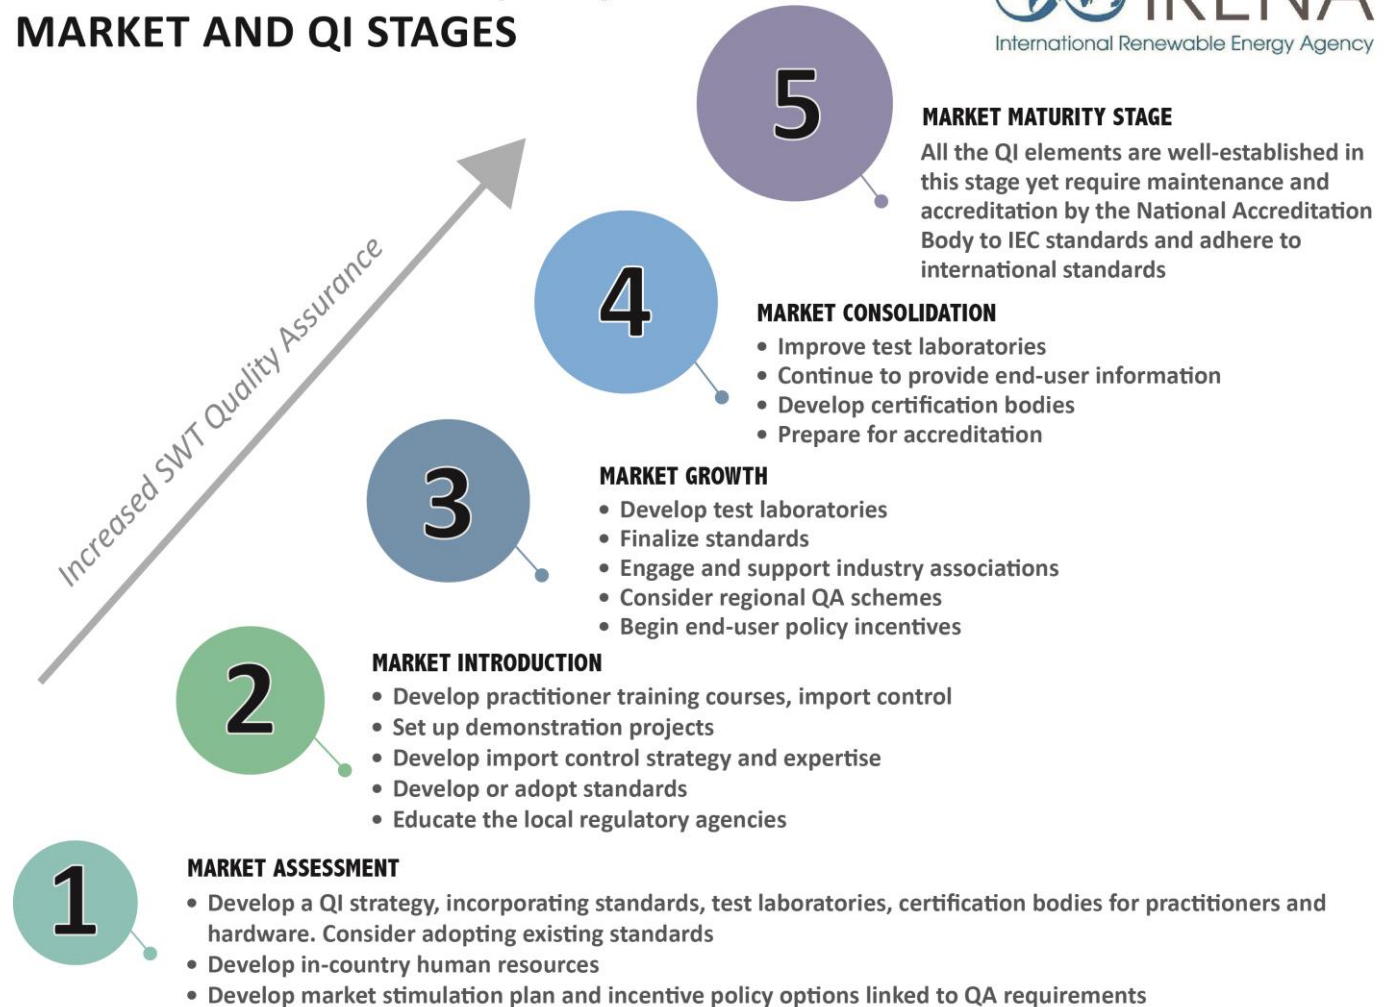 MARKET AND QI STAGES
IRENA
International Renewable Energy Agency
5
MARKET MATURITY STAGE
All the QI elements are well-established in
this stage yet require maintenance and
accreditation by the National Accreditation
Body to IEC standards and adhere to
international standards
Increased SWT Quality Assurance
4
MARKET CONSOLIDATION
• Improve test laboratories
• Continue to provide end-user information
• Develop certification bodies
• Prepare for accreditation
3
MARKET GROWTH
• Develop test laboratories
• Finalize standards
• Engage and support industry associations
• Consider regional QA schemes
• Begin end-user policy incentives
2
MARKET INTRODUCTION
• Develop practitioner training courses, import control
• Set up demonstration projects
• Develop import control strategy and expertise
• Develop or adopt standards
• Educate the local regulatory agencies
1
MARKET ASSESSMENT
• Develop a QI strategy, incorporating standards, test laboratories, certification bodies for practitioners and
hardware. Consider adopting existing standards
• Develop in-country human resources
• Develop market stimulation plan and incentive policy options linked to QA requirements